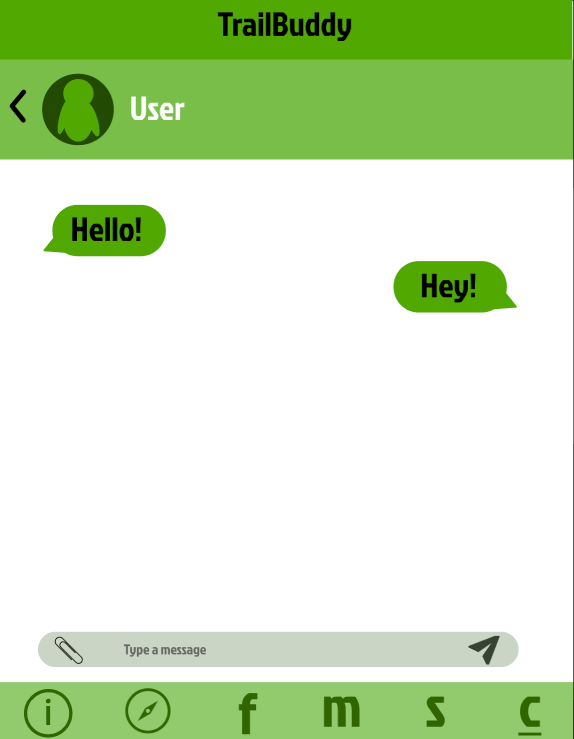 TrailBuddy
User
Hello!
Hey!
Type a message
i f m s c